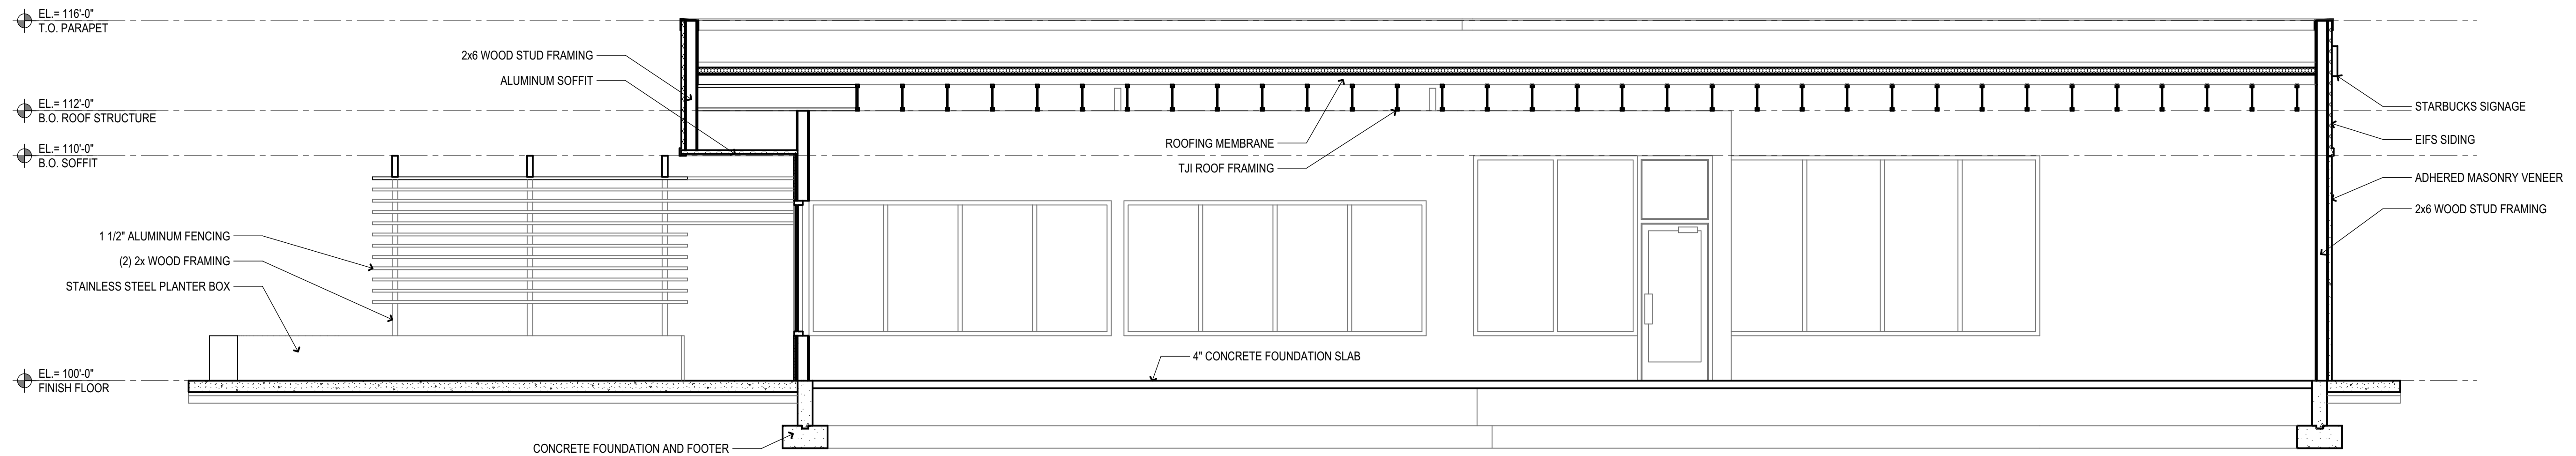 EL.= 116'-0"
T.O. PARAPET
2x6 WOOD STUD FRAMING
ALUMINUM SOFFIT
EL.= 112'-0"
B.O. ROOF STRUCTURE
STARBUCKS SIGNAGE
ROOFING MEMBRANE
EIFS SIDING
EL.= 110'-0"
B.O. SOFFIT
TJI ROOF FRAMING
ADHERED MASONRY VENEER
2x6 WOOD STUD FRAMING
1 1/2" ALUMINUM FENCING
(2) 2x WOOD FRAMING
STAINLESS STEEL PLANTER BOX
4" CONCRETE FOUNDATION SLAB
EL.= 100'-0"
FINISH FLOOR
CONCRETE FOUNDATION AND FOOTER